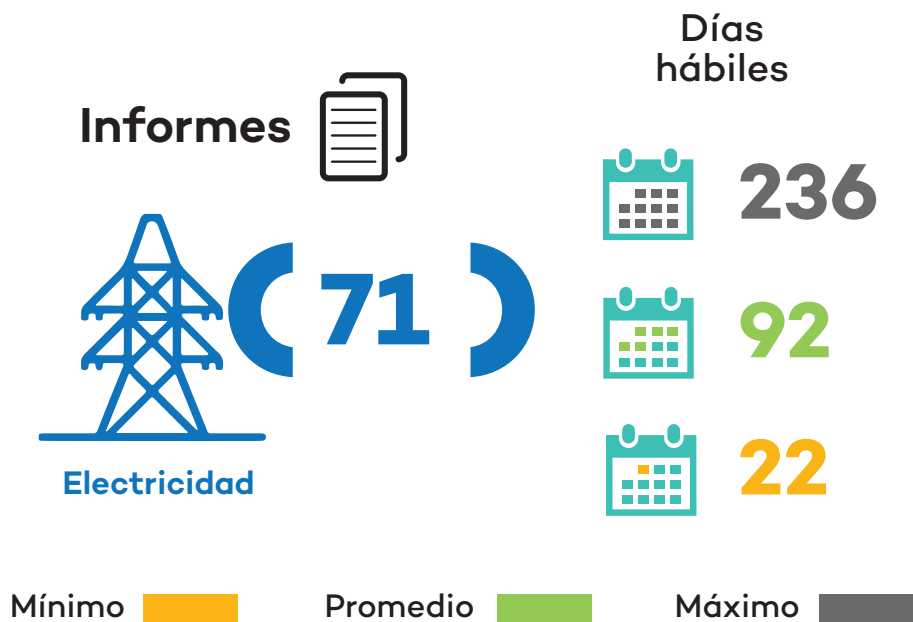 Informes
71
Electricidad
Días
hábiles
236
92
22
Mínimo
Promedio
Máximo